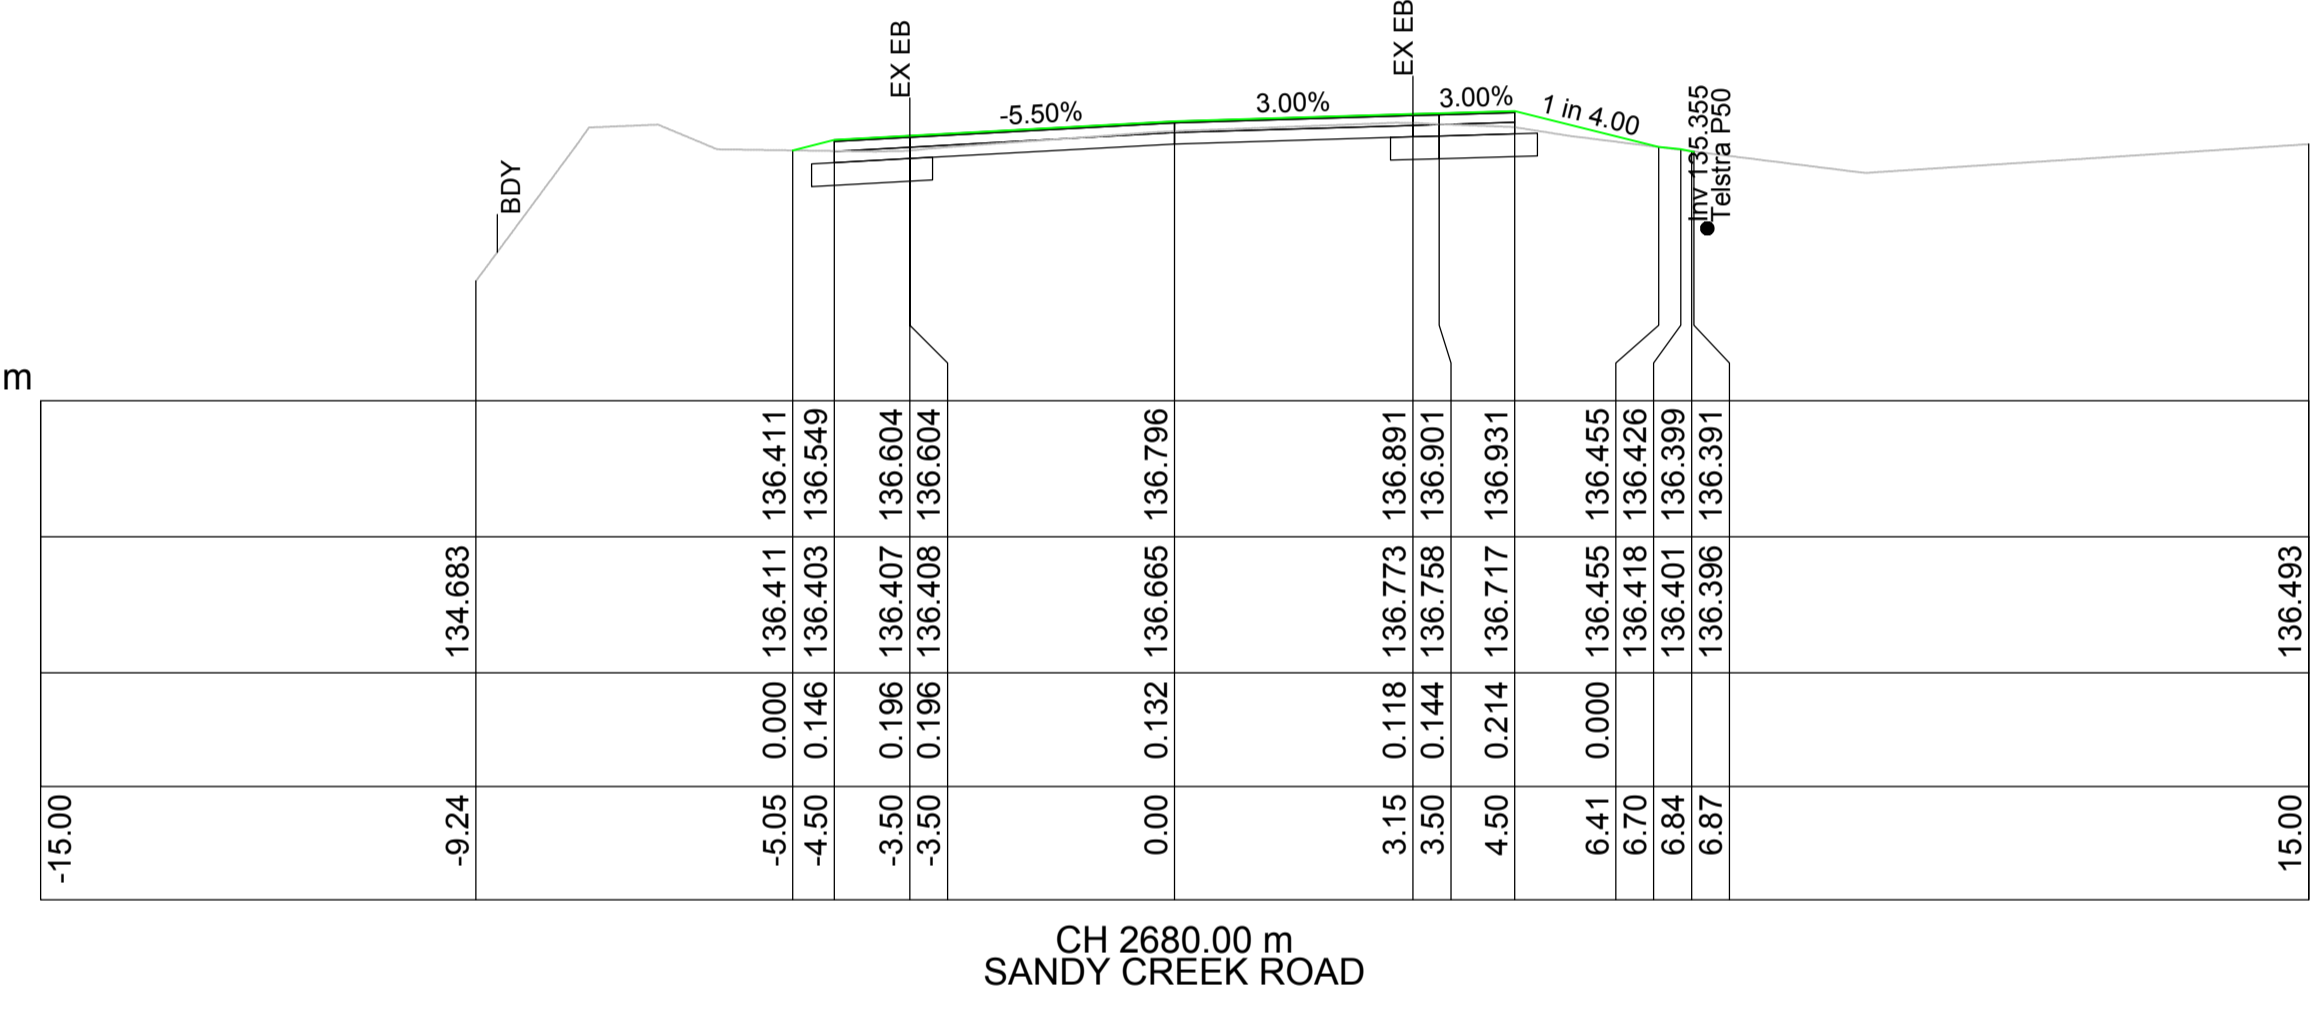 EX EB
EX EB
-5.50%
3.00%
3.00%
1 in 4.00
Inv 135.355
Telstra P50
BDY
m
136.411 136.549 136.604 136.604 136.796 136.891 136.901 136.931 136.455 136.426 136.399 136.391
134.683 136.411 136.403 136.407 136.408 136.665 136.773 136.758 136.717 136.455 136.418 136.401 136.396 136.493
0.000 0.146 0.196 0.196 0.132 0.118 0.144 0.214 0.000
-15.00 -9.24 -5.05 -4.50 -3.50 -3.50 0.00 3.15 3.50 4.50 6.41 6.70 6.84 6.87 15.00
CH 2680.00 m
SANDY CREEK ROAD